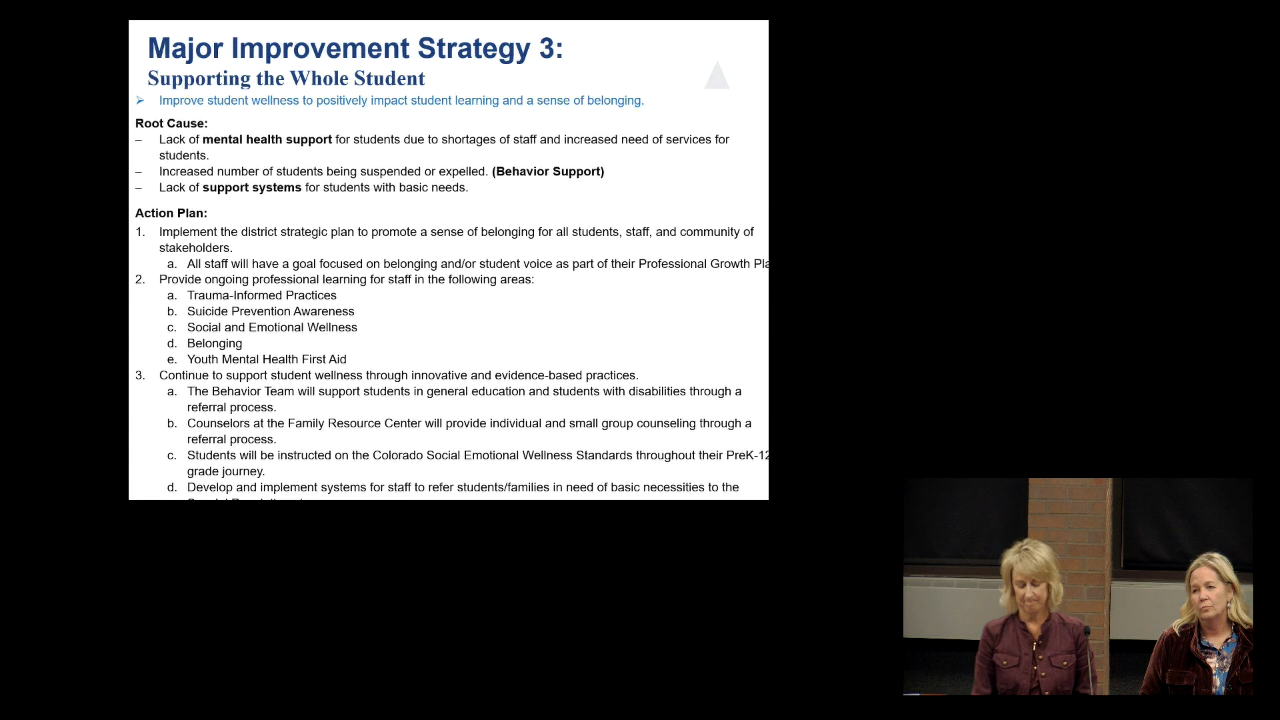 Major Improvement Strategy 3:
Supporting the Whole Student
➢ Improve student wellness to positively impact student learning and a sense of belonging.
Root Cause:
– Lack of mental health support for students due to shortages of staff and increased need of services for
students.
– Increased number of students being suspended or expelled. (Behavior Support)
– Lack of support systems for students with basic needs.
Action Plan:
1. Implement the district strategic plan to promote a sense of belonging for all students, staff, and community of
stakeholders.
a. All staff will have a goal focused on belonging and/or student voice as part of their Professional Growth Pla
2. Provide ongoing professional learning for staff in the following areas:
a. Trauma-Informed Practices
b. Suicide Prevention Awareness
c. Social and Emotional Wellness
d. Belonging
e. Youth Mental Health First Aid
3. Continue to support student wellness through innovative and evidence-based practices.
a. The Behavior Team will support students in general education and students with disabilities through a
referral process.
b. Counselors at the Family Resource Center will provide individual and small group counseling through a
referral process.
c. Students will be instructed on the Colorado Social Emotional Wellness Standards throughout their PreK-12
grade journey.
d. Develop and implement systems for staff to refer students/families in need of basic necessities to the